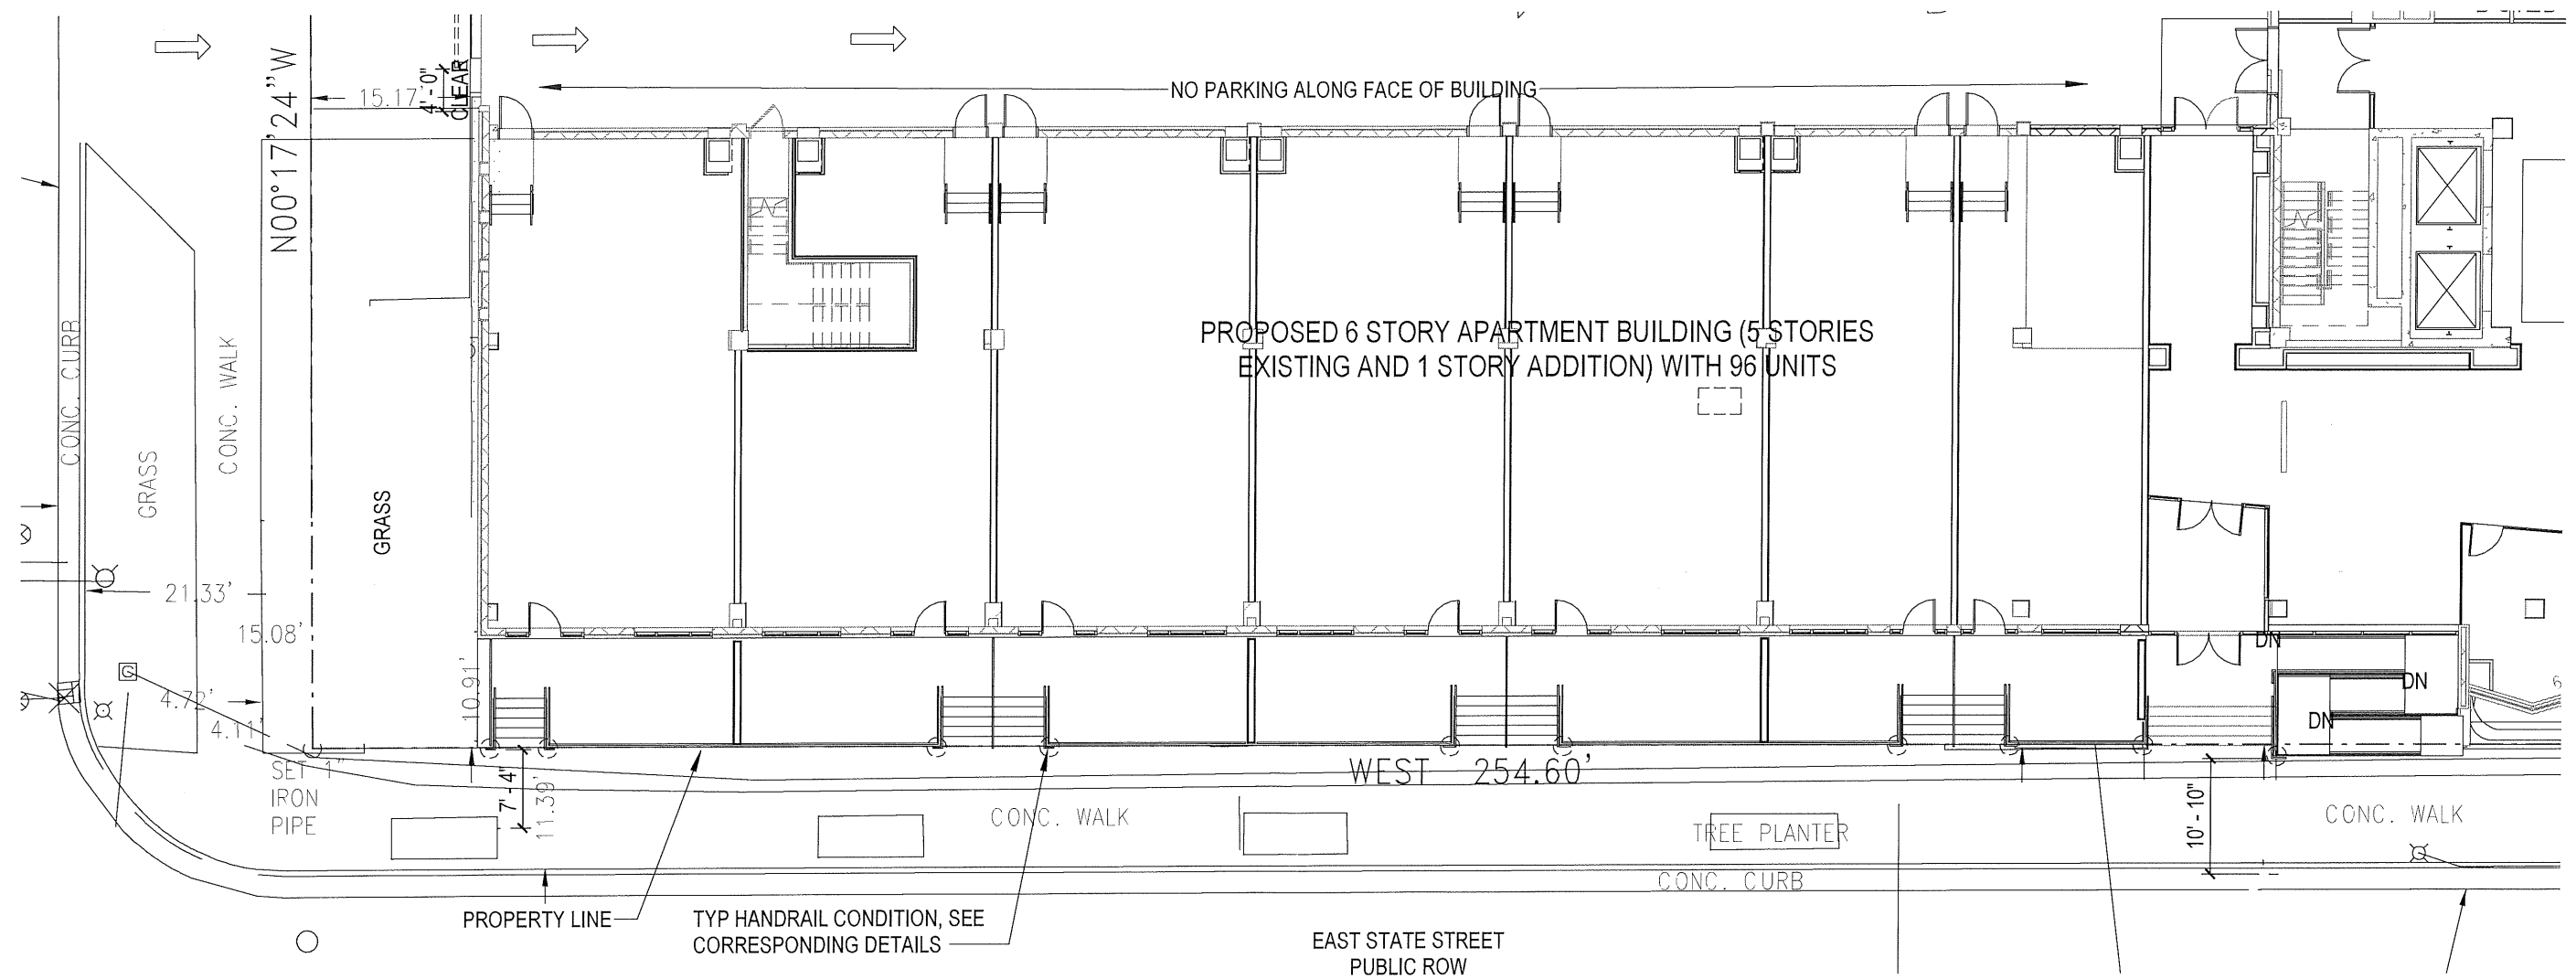 NO PARKING ALONG FACE OF BUILDING
N00°17'24"W
15.17'
4'-0"
CLEAR
PROPOSED 6 STORY APARTMENT BUILDING (5 STORIES
EXISTING AND 1 STORY ADDITION) WITH 96 UNITS
CONC. CURB
GRASS
CONC. WALK
GRASS
21.33'
15.08'
4.72'
4.11'
10.91'
DN
DN
DN
SET 1"
IRON
PIPE
7'-4"
11.39'
WEST 254.60'
CONC. WALK
TREE PLANTER
10'-10"
CONC. WALK
CONC. CURB
PROPERTY LINE
TYP HANDRAIL CONDITION, SEE
CORRESPONDING DETAILS
EAST STATE STREET
PUBLIC ROW
G